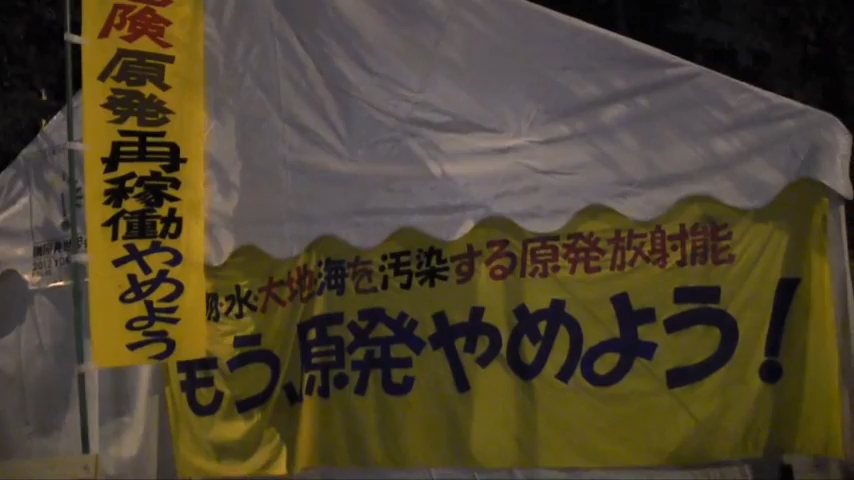 険
原発
再稼働
やめよう
水・大地・海を汚染する原発放射能
もう、原発やめよう！